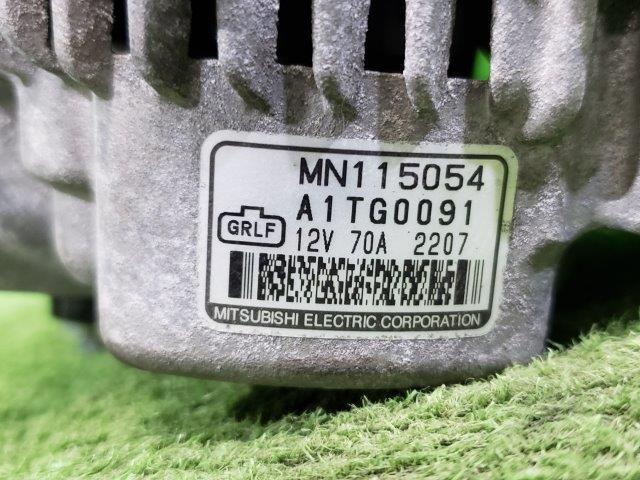 MN115054
A1TG0091
GRLF
12V 70A 2207
MITSUBISHI ELECTRIC CORPORATION